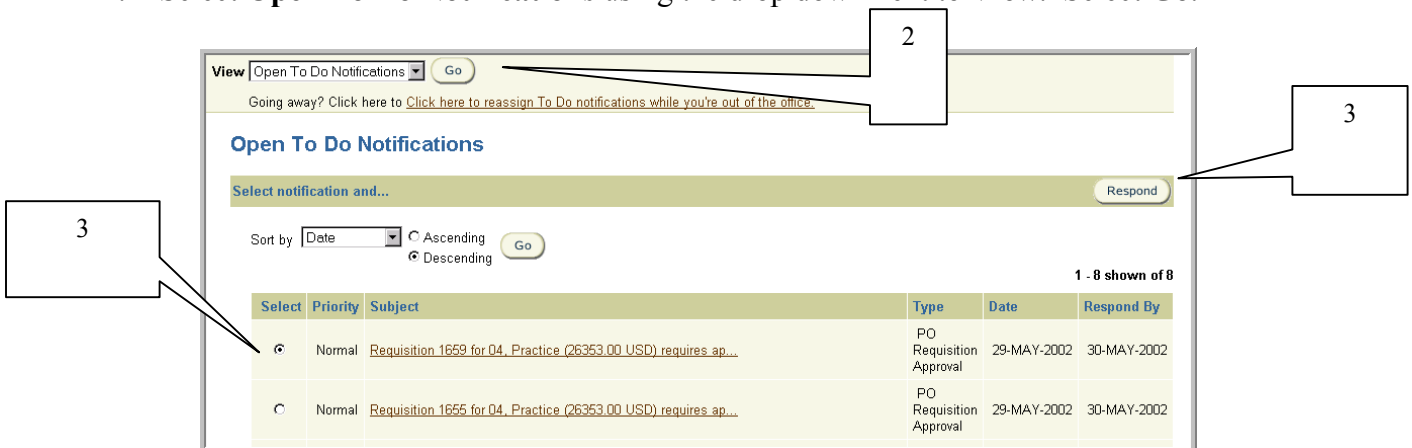 2
View Open To Do Notifications Go
Going away? Click here to Click here to reassign To Do notifications while you're out of the office.
3
Open To Do Notifications
Select notification and... Respond
3
Sort by Date Ascending
Descending Go
1 - 8 shown of 8
Select Priority Subject Type Date Respond By
Normal Requisition 1659 for 04, Practice (26353.00 USD) requires ap... PO Requisition Approval 29-MAY-2002 30-MAY-2002
Normal Requisition 1655 for 04, Practice (26353.00 USD) requires ap... PO Requisition Approval 29-MAY-2002 30-MAY-2002